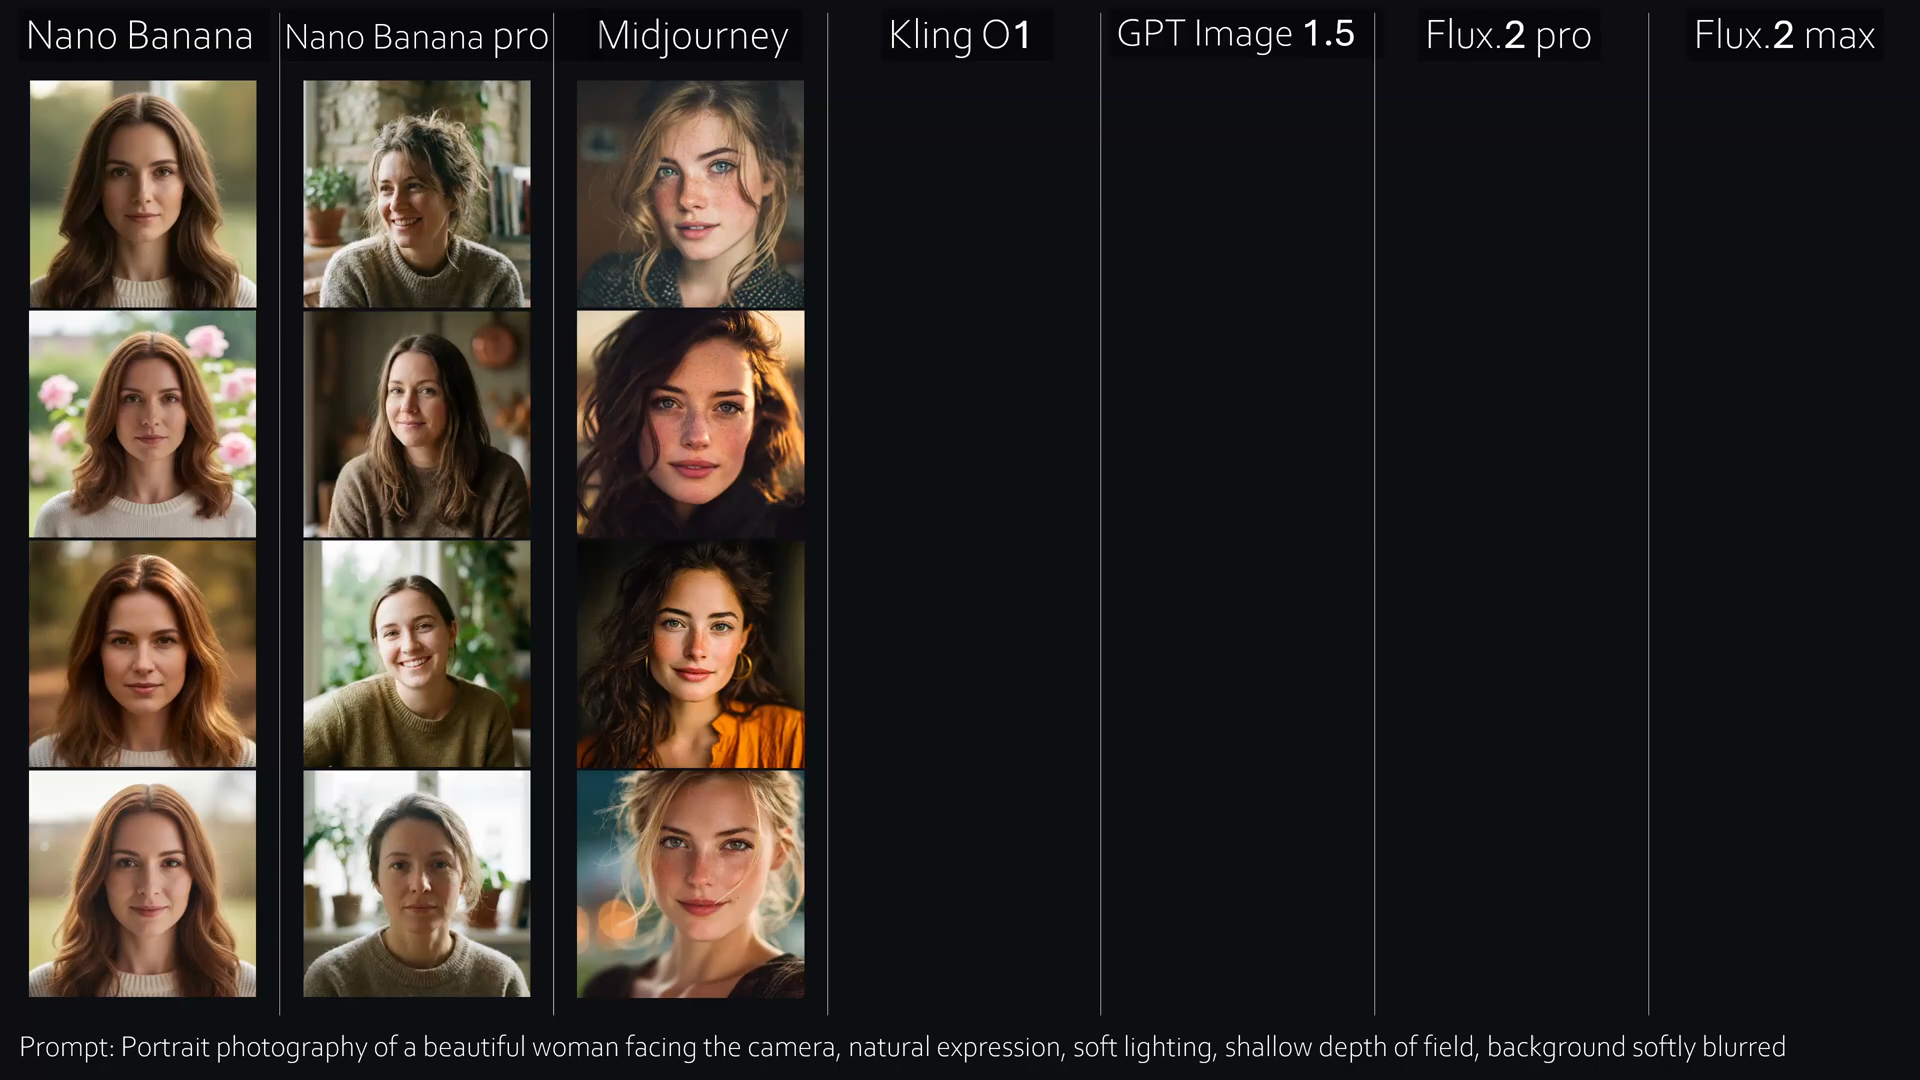 Nano Banana
Nano Banana pro
Midjourney
Kling O1
GPT Image 1.5
Flux.2 pro
Flux.2 max
Prompt: Portrait photography of a beautiful woman facing the camera, natural expression, soft lighting, shallow depth of field, background softly blurred